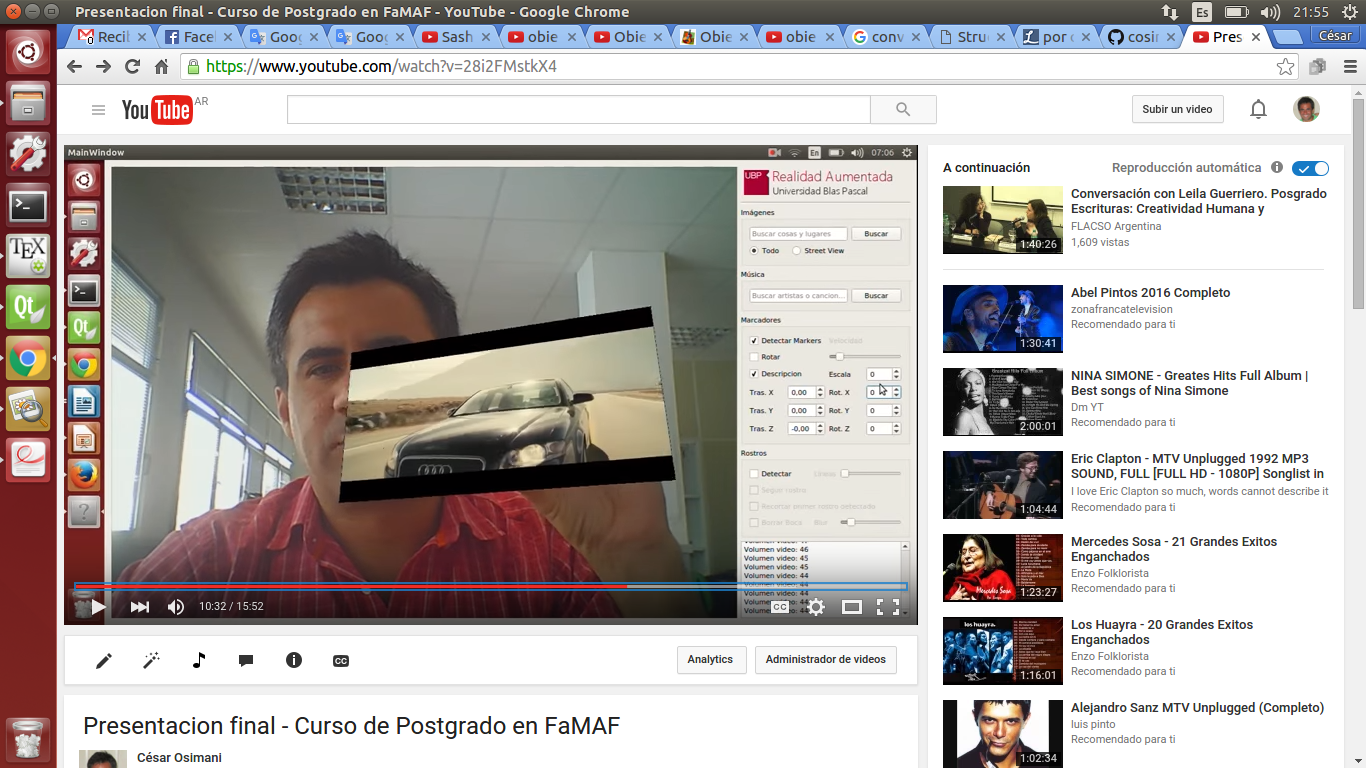 Presentacion final - Curso de Postgrado en FaMAF - YouTube - Google Chrome
Es
21:55
Recil
Facel
Goog
Goog
Sash
obie
Obie
Obie
obie
conv
Struc
por
cosir
Pres
César
https://www.youtube.com/watch?v=28i2FMstkX4
YouTube AR
Subir un video
MainWindow
En
07:06
UBP
Realidad Aumentada
Universidad Blas Pascal
Imágenes
Buscar cosas y lugares
Buscar
Todo
Street View
Música
Buscar artistas o cancion...
Buscar
Marcadores
Detectar Markers
Velocidad
Rotar
Descripcion
Escala
0
Tras. X
0,00
Rot. X
0
Tras. Y
0,00
Rot. Y
0
Tras. Z
-0,00
Rot. Z
0
Rostros
Detectar
Seguir rostro
Recortar primer rostro detectado
Borrar Boca
Blur
Volumen video: 46
Volumen video: 45
Volumen video: 45
Volumen video: 44
10:32 / 15:52
CC
CC
Analytics
Administrador de videos
Presentacion final - Curso de Postgrado en FaMAF
César Osimani
A continuación
Reproducción automática
Conversación con Leila Guerriero. Posgrado
Escrituras: Creatividad Humana y
FLACSO Argentina
1,609 vistas
1:40:26
Abel Pintos 2016 Completo
zonafrancatelevision
Recomendado para ti
1:30:41
NINA SIMONE - Greates Hits Full Album |
Best songs of Nina Simone
Dm YT
Recomendado para ti
2:00:01
Eric Clapton - MTV Unplugged 1992 MP3
SOUND, FULL [FULL HD - 1080P] Songlist in
I love Eric Clapton so much, words cannot describe it
Recomendado para ti
1:04:44
Mercedes Sosa - 21 Grandes Exitos
Enganchados
Enzo Folklorista
Recomendado para ti
Mercedes Sosa
1:23:27
Los Huayra - 20 Grandes Exitos
Enganchados
Enzo Folklorista
Recomendado para ti
los huayra.
1:16:01
Alejandro Sanz MTV Unplugged (Completo)
luis pinto
Recomendado para ti
1:02:34